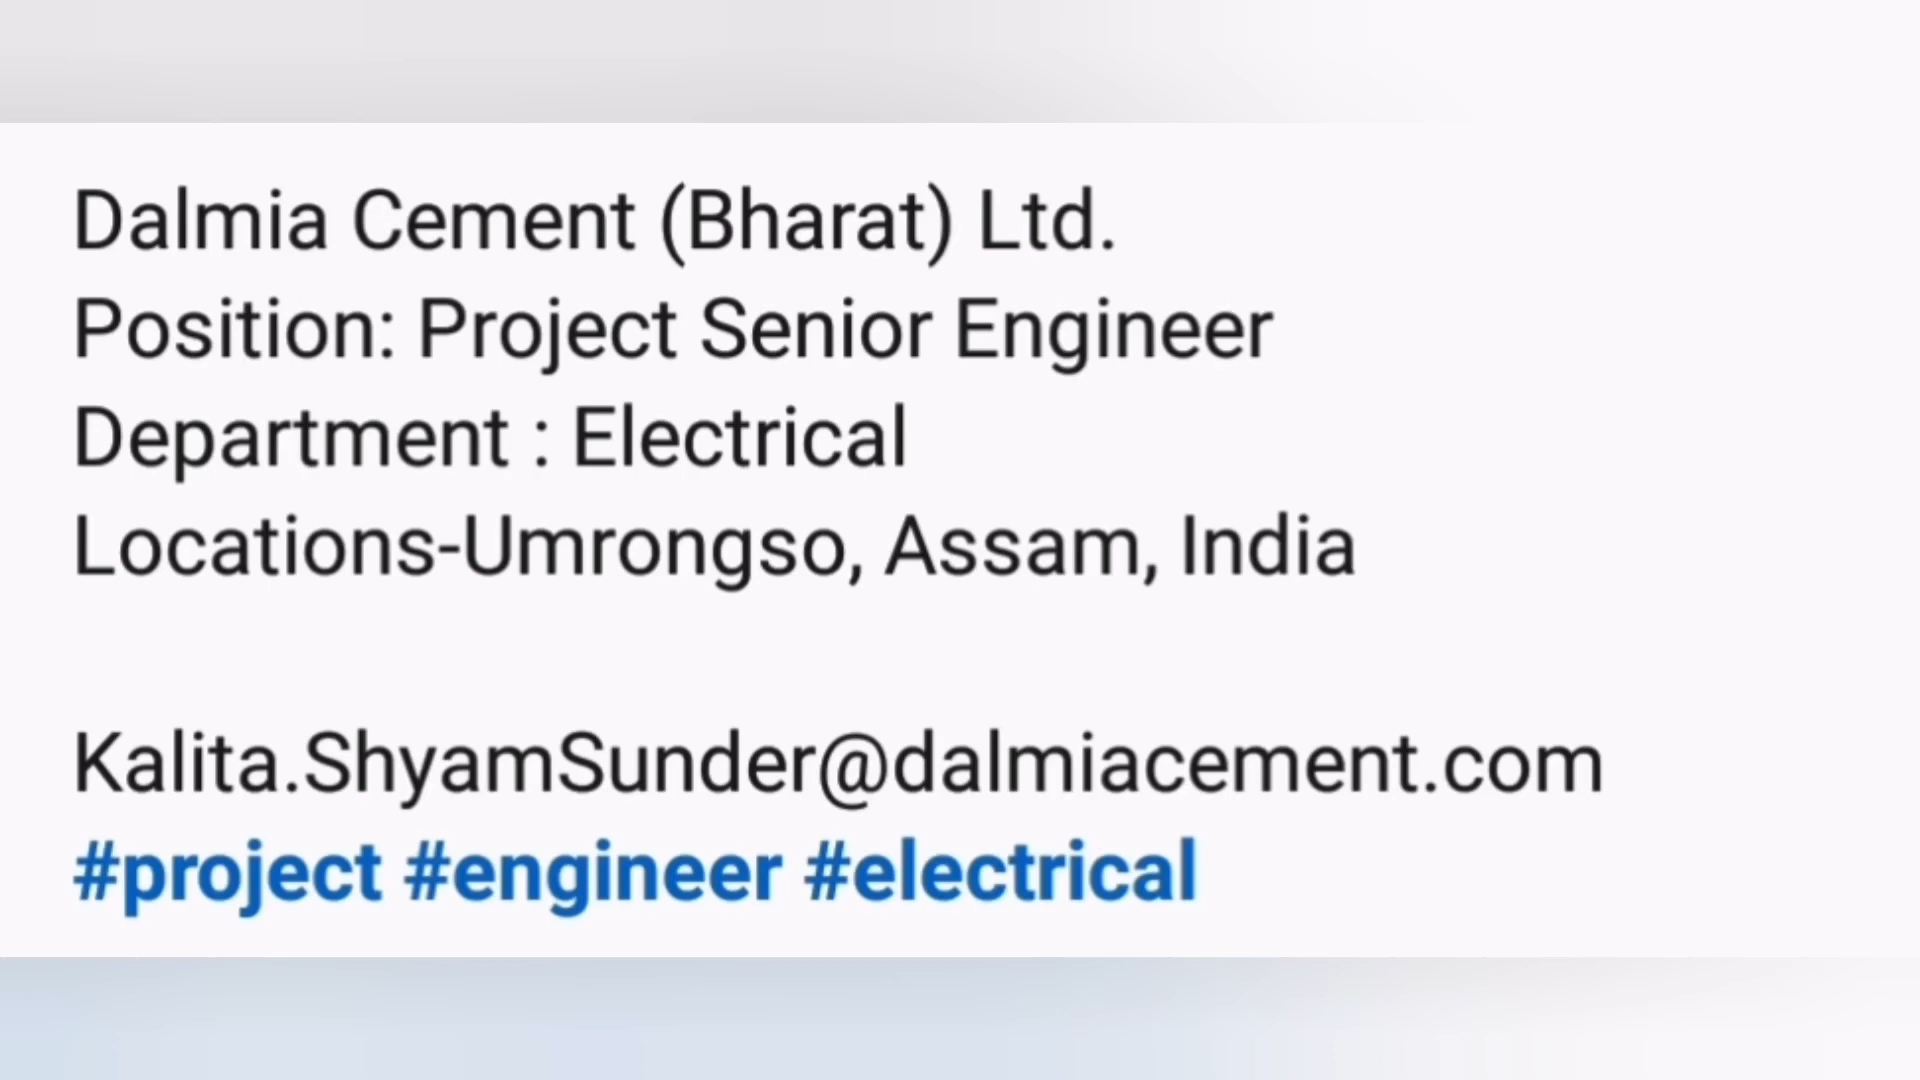 Dalmia Cement (Bharat) Ltd.
Position: Project Senior Engineer
Department : Electrical
Locations-Umrongso, Assam, India
Kalita.ShyamSunder@dalmiacement.com
#project #engineer #electrical